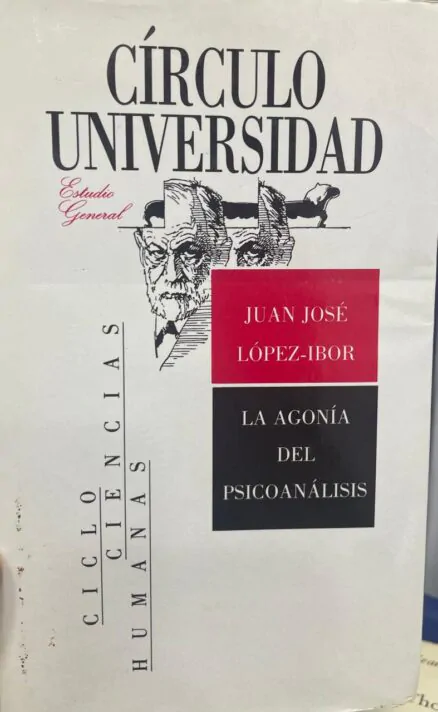 CÍRCULO
UNIVERSIDAD
Estudio
General
JUAN JOSÉ
LÓPEZ-IBOR
LA AGONÍA
DEL
PSICOANÁLISIS
CICLO
CIENCIAS
HUMANAS